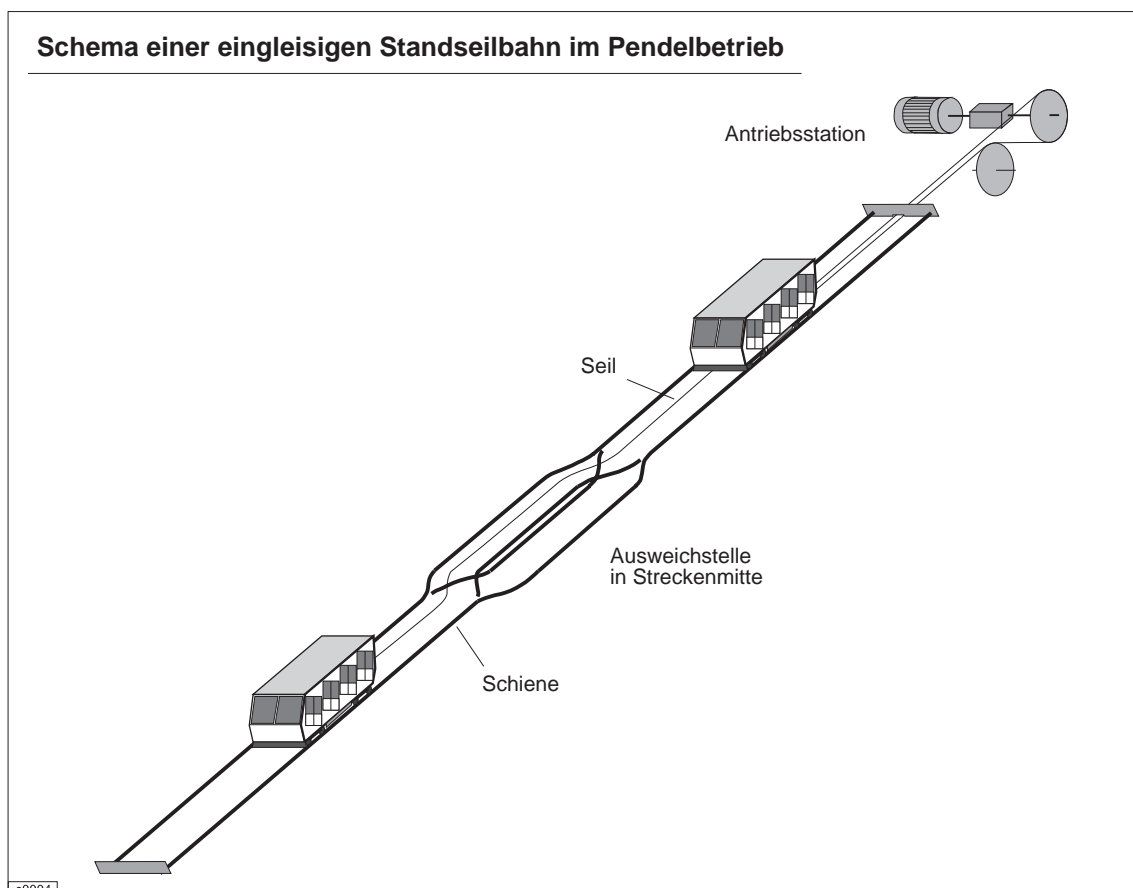 Schema einer eingleisigen Standseilbahn im Pendelbetrieb
Antriebsstation
Seil
Ausweichstelle
in Streckenmitte
Schiene